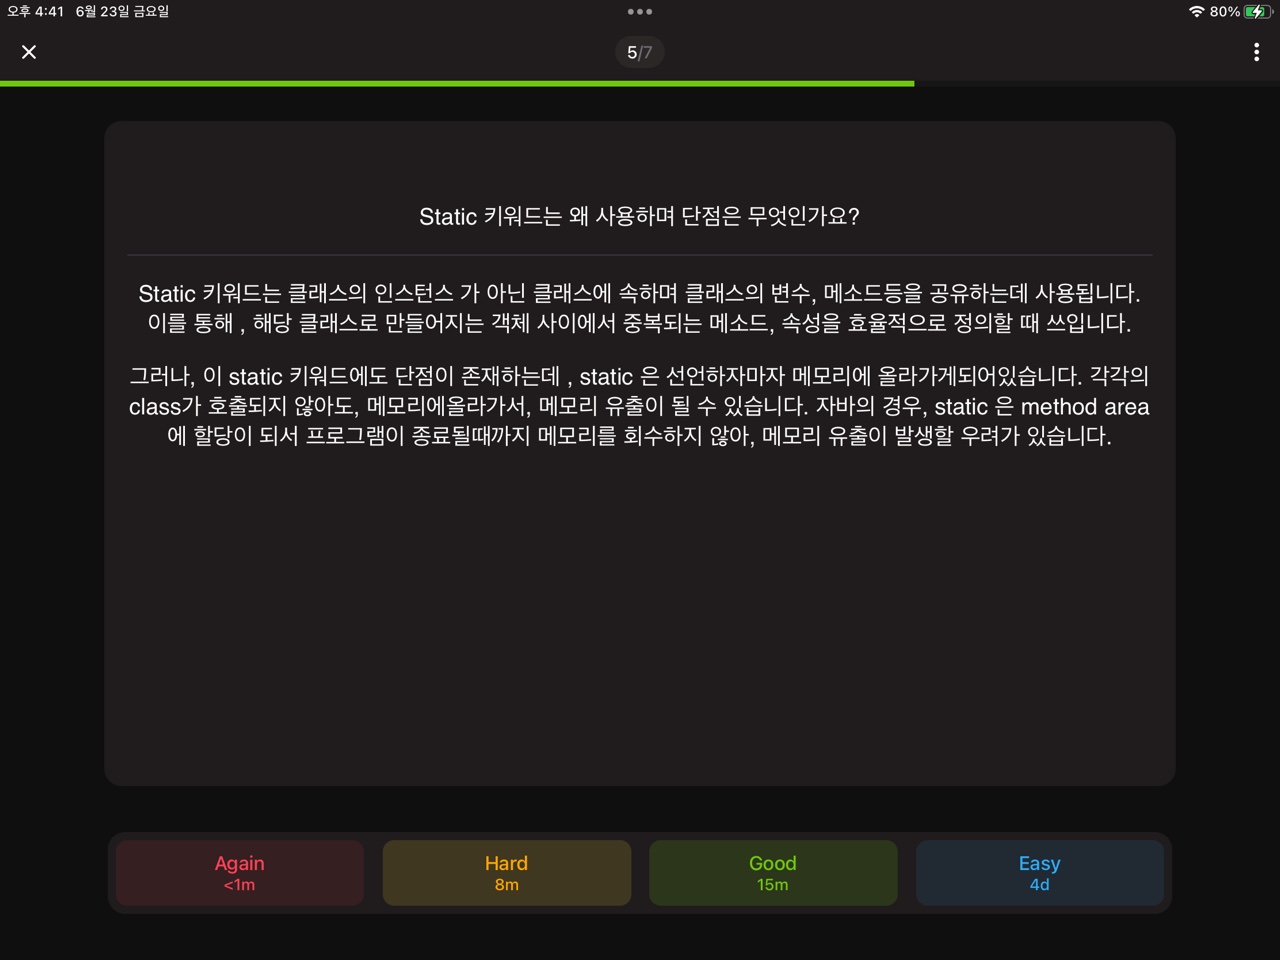 오후 4:41 6월 23일 금요일
80%
5/7
Static 키워드는 왜 사용하며 단점은 무엇인가요?
Static 키워드는 클래스의 인스턴스 가 아닌 클래스에 속하며 클래스의 변수, 메소드등을 공유하는데 사용됩니다.
이를 통해 , 해당 클래스로 만들어지는 객체 사이에서 중복되는 메소드, 속성을 효율적으로 정의할 때 쓰입니다.
그러나, 이 static 키워드에도 단점이 존재하는데 , static 은 선언하자마자 메모리에 올라가게되어있습니다. 각각의
class가 호출되지 않아도, 메모리에올라가서, 메모리 유출이 될 수 있습니다. 자바의 경우, static 은 method area
에 할당이 되서 프로그램이 종료될때까지 메모리를 회수하지 않아, 메모리 유출이 발생할 우려가 있습니다.
Again
<1m
Hard
8m
Good
15m
Easy
4d